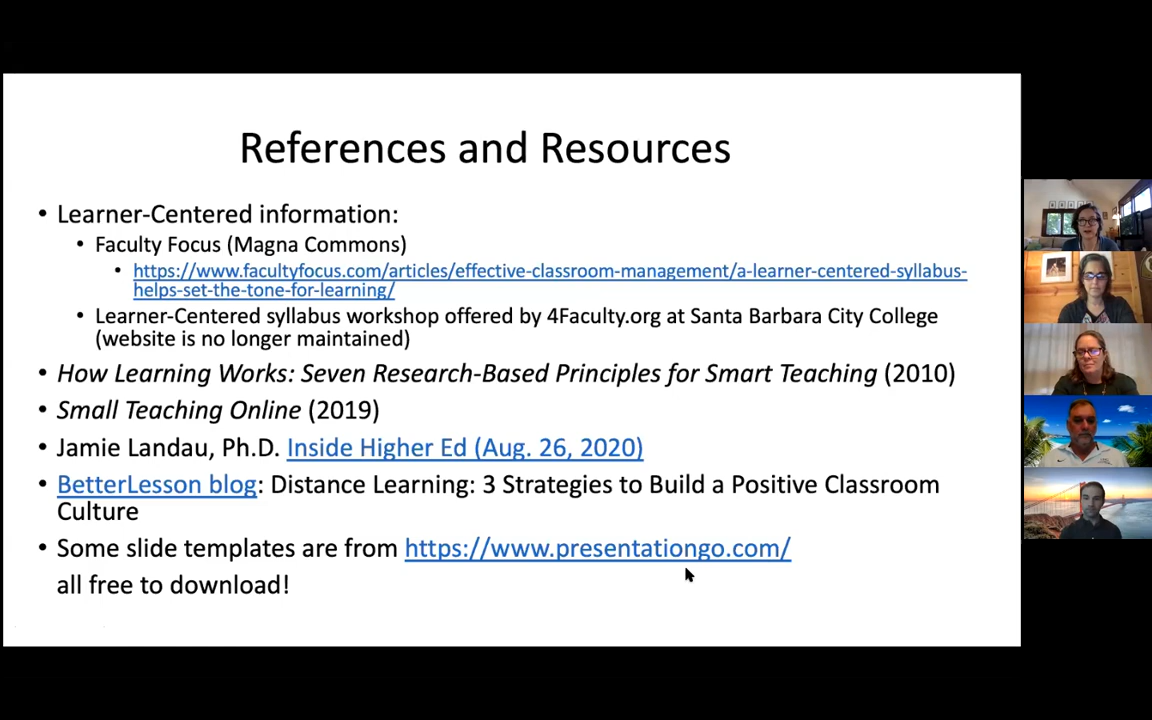 References and Resources
• Learner-Centered information:
• Faculty Focus (Magna Commons)
• https://www.facultyfocus.com/articles/effective-classroom-management/a-learner-centered-syllabus-
helps-set-the-tone-for-learning/
• Learner-Centered syllabus workshop offered by 4Faculty.org at Santa Barbara City College
(website is no longer maintained)
• How Learning Works: Seven Research-Based Principles for Smart Teaching (2010)
• Small Teaching Online (2019)
• Jamie Landau, Ph.D. Inside Higher Ed (Aug. 26, 2020)
• BetterLesson blog: Distance Learning: 3 Strategies to Build a Positive Classroom
Culture
• Some slide templates are from https://www.presentationgo.com/
all free to download!